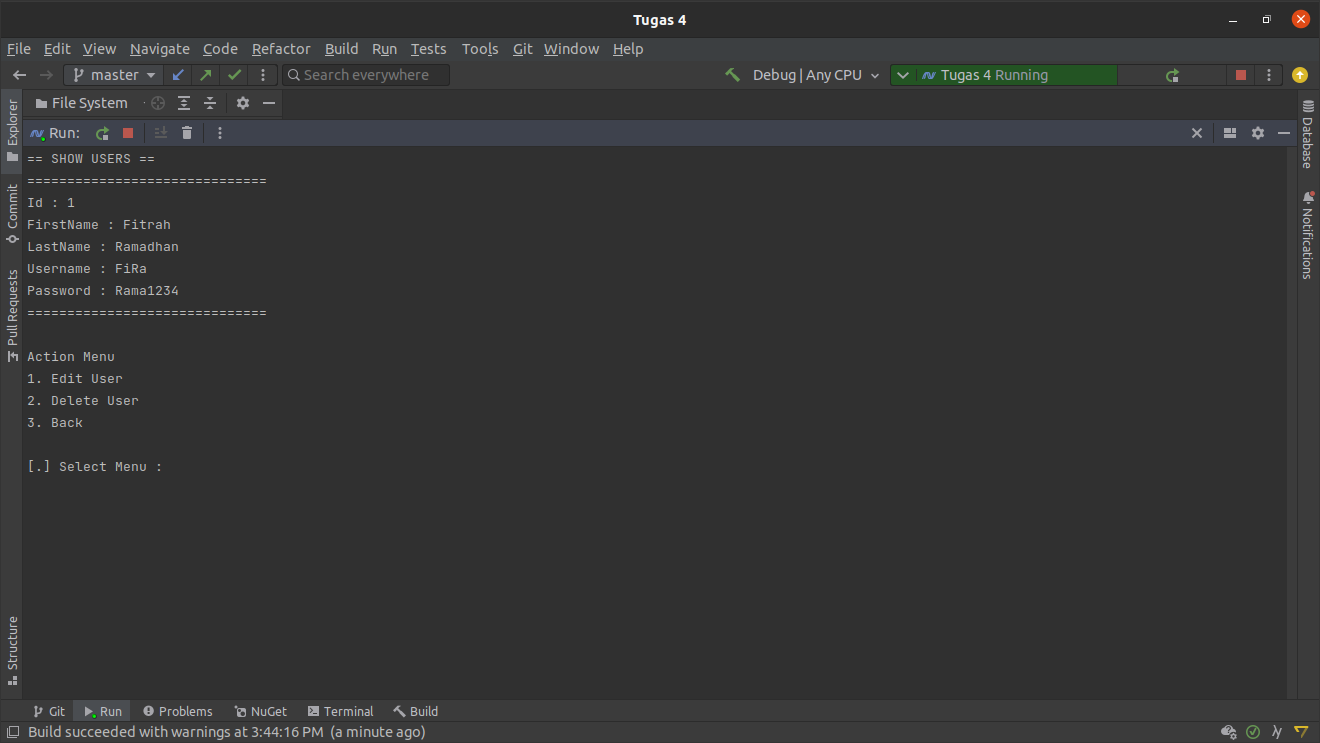 Tugas 4
File Edit View Navigate Code Refactor Build Run Tests Tools Git Window Help
master Search everywhere Debug | Any CPU Tugas 4 Running
File System
Run:
== SHOW USERS ==
==============================
Id : 1
FirstName : Fitrah
LastName : Ramadhan
Username : FiRa
Password : Rama1234
==============================
Action Menu
1. Edit User
2. Delete User
3. Back
[.] Select Menu :
Explorer
Commit
Pull Requests
Structure
Database
Notifications
Git Run Problems NuGet Terminal Build
Build succeeded with warnings at 3:44:16 PM (a minute ago)